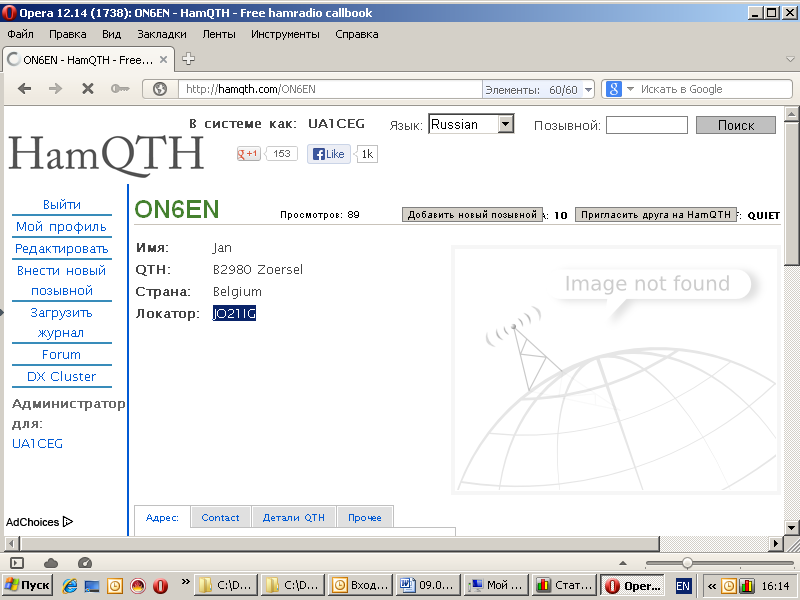 Opera 12.14 (1738): ON6EN - HamQTH - Free hamradio callbook
Файл Правка Вид Закладки Ленты Инструменты Справка
ON6EN - HamQTH - Free...
http://hamqth.com/ON6EN Элементы: 60/60 Искать в Google
В системе как: UA1CEG Язык: Russian Позывной: Поиск
HamQTH
+1 153 Like 1k
Выйти
Мой профиль
Редактировать
Внести новый
позывной
Загрузить
журнал
Forum
DX Cluster
Администратор
для:
UA1CEG
AdChoices
ON6EN Просмотров: 89 Добавить новый позывной : 10 Пригласить друга на HamQTH : QUIET
Имя: Jan
QTH: B2980 Zoersel
Страна: Belgium
Локатор: JO21IG
Image not found
Адрес: Contact Детали QTH Прочее
Пуск » C:\D... C:\D... Вход... 09.0... Мой ... Стат... Oper... EN « 16:14